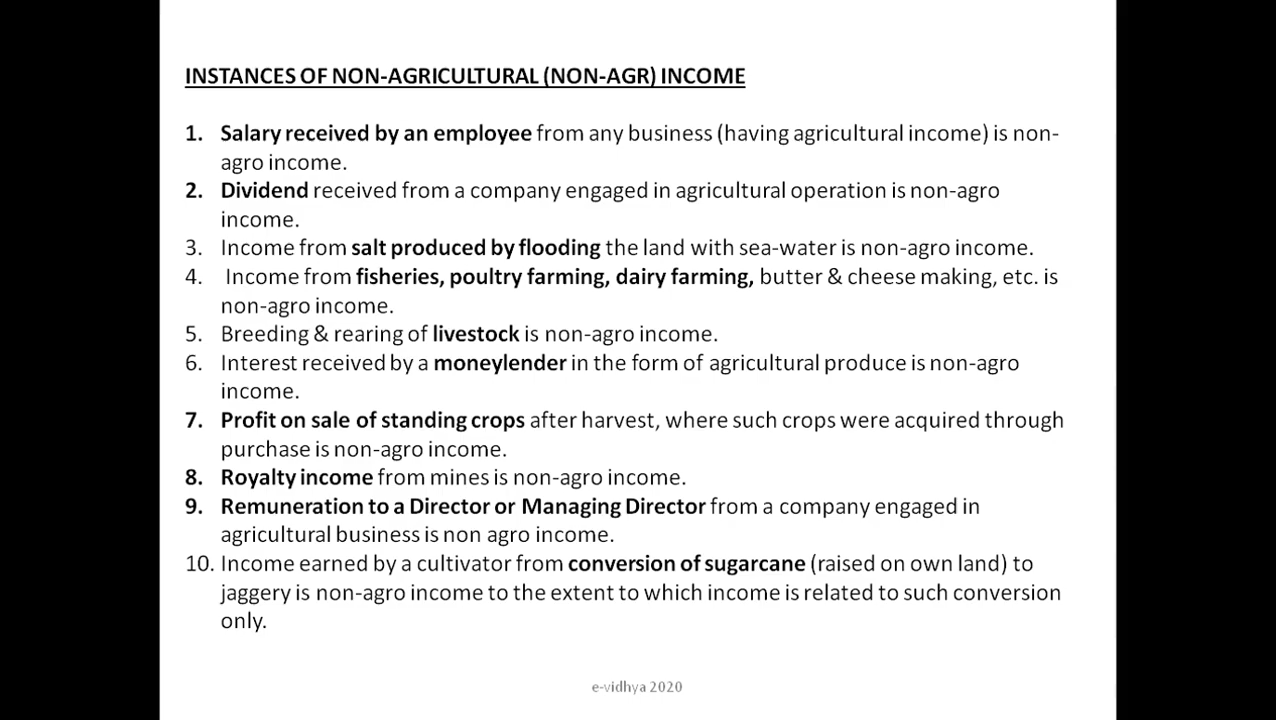 INSTANCES OF NON-AGRICULTURAL (NON-AGR) INCOME
1. Salary received by an employee from any business (having agricultural income) is non-
agro income.
2. Dividend received from a company engaged in agricultural operation is non-agro
income.
3. Income from salt produced by flooding the land with sea-water is non-agro income.
4. Income from fisheries, poultry farming, dairy farming, butter & cheese making, etc. is
non-agro income.
5. Breeding & rearing of livestock is non-agro income.
6. Interest received by a moneylender in the form of agricultural produce is non-agro
income.
7. Profit on sale of standing crops after harvest, where such crops were acquired through
purchase is non-agro income.
8. Royalty income from mines is non-agro income.
9. Remuneration to a Director or Managing Director from a company engaged in
agricultural business is non agro income.
10. Income earned by a cultivator from conversion of sugarcane (raised on own land) to
jaggery is non-agro income to the extent to which income is related to such conversion
only.
e-vidhya 2020